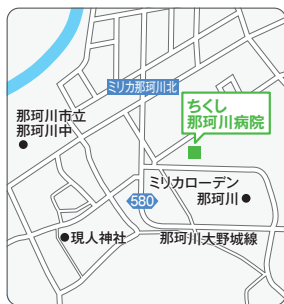 ミリカ那珂川北
ちくし
那珂川病院
那珂川市立
那珂川中
ミリカローデン
那珂川
580
現人神社
那珂川大野城線